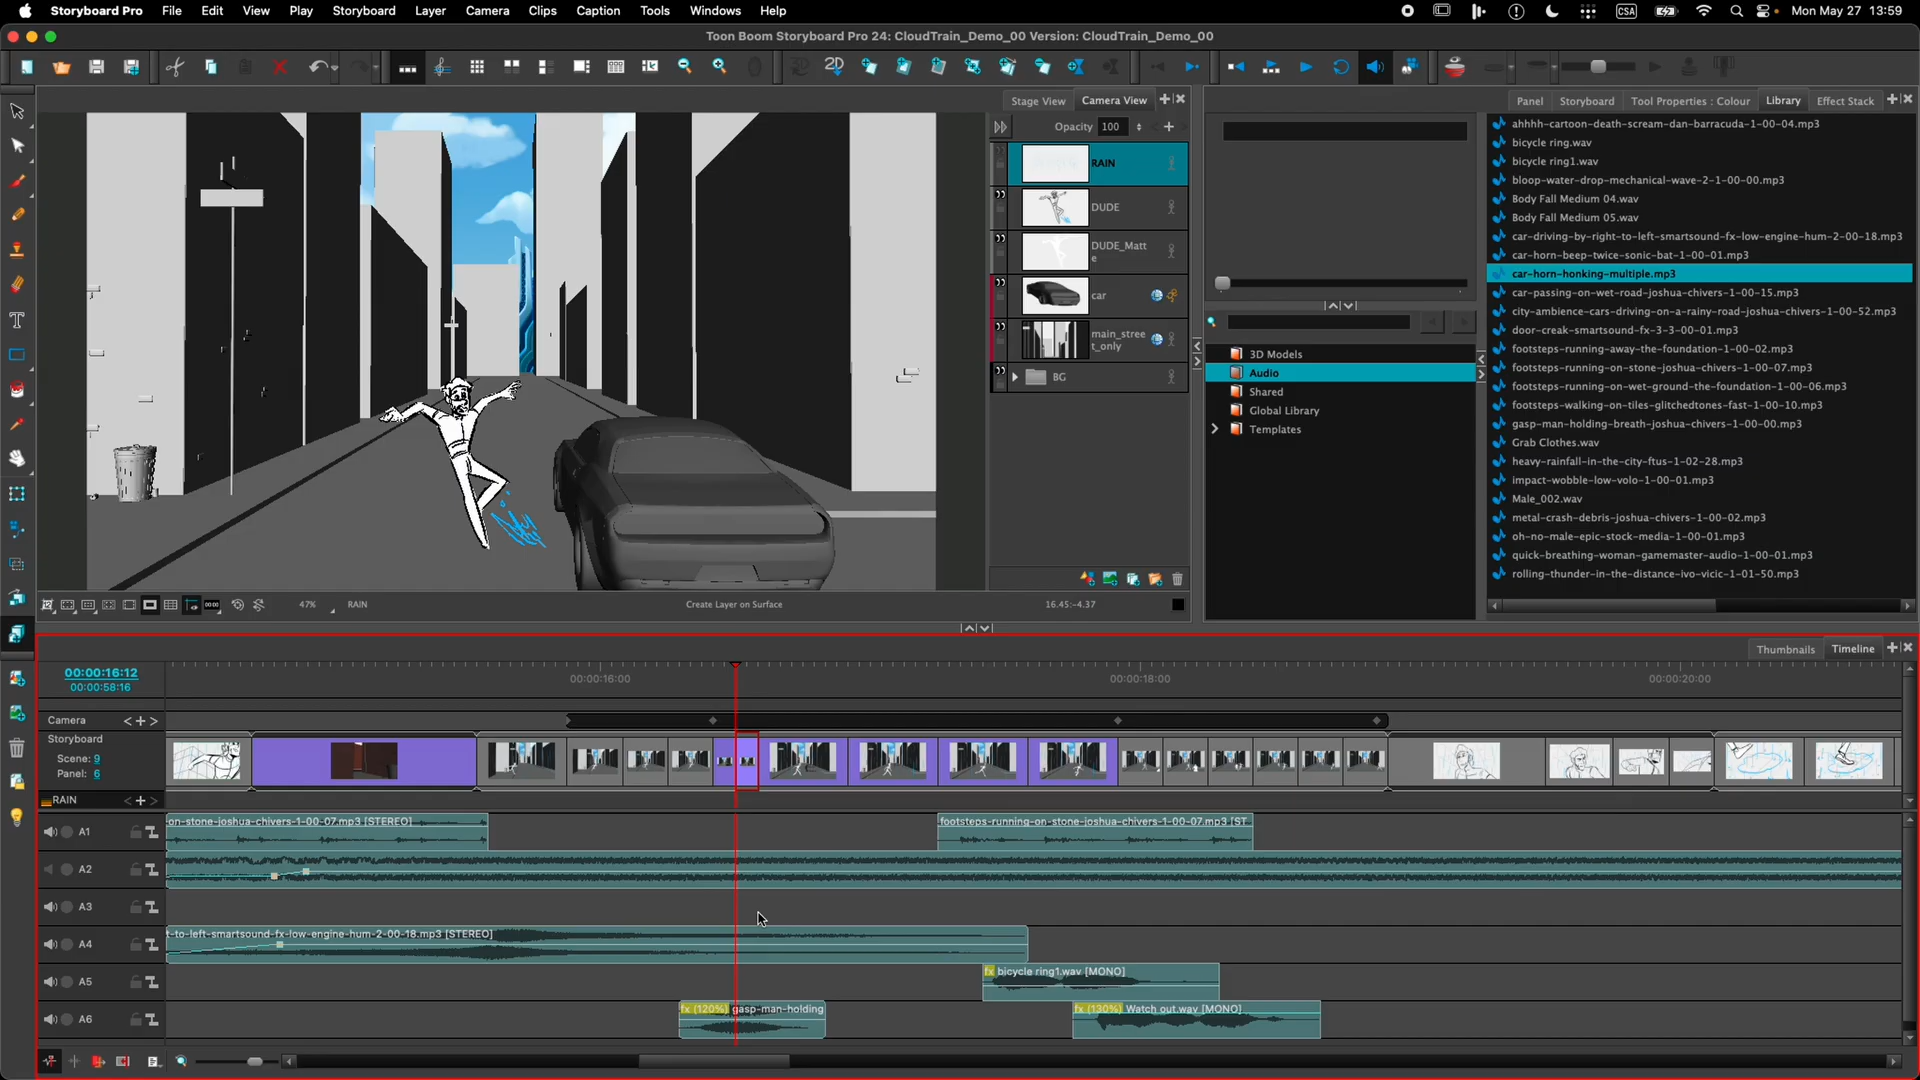 Storyboard Pro File Edit View Play Storyboard Layer Camera Clips Caption Tools Windows Help CSA Mon May 27 13:59
Toon Boom Storyboard Pro 24: CloudTrain_Demo_00 Version: CloudTrain_Demo_00
2D
Stage View Camera View
Opacity 100
RAIN
DUDE
DUDE_Matt
e
car
main_stree
t_only
BG
47% RAIN Create Layer on Surface 16.45:-4.37
Panel Storyboard Tool Properties : Colour Library Effect Stack
3D Models
Audio
Shared
Global Library
Templates
ahhhh-cartoon-death-scream-dan-barracuda-1-00-04.mp3
bicycle ring.wav
bicycle ring1.wav
bloop-water-drop-mechanical-wave-2-1-00-00.mp3
Body Fall Medium 04.wav
Body Fall Medium 05.wav
car-driving-by-right-to-left-smartsound-fx-low-engine-hum-2-00-18.mp3
car-horn-beep-twice-sonic-bat-1-00-01.mp3
car-horn-honking-multiple.mp3
car-passing-on-wet-road-joshua-chivers-1-00-15.mp3
city-ambience-cars-driving-on-a-rainy-road-joshua-chivers-1-00-52.mp3
door-creak-smartsound-fx-3-3-00-01.mp3
footsteps-running-away-the-foundation-1-00-02.mp3
footsteps-running-on-stone-joshua-chivers-1-00-07.mp3
footsteps-running-on-wet-ground-the-foundation-1-00-06.mp3
footsteps-walking-on-tiles-glitchedtones-fast-1-00-10.mp3
gasp-man-holding-breath-joshua-chivers-1-00-00.mp3
Grab Clothes.wav
heavy-rainfall-in-the-city-ftus-1-02-28.mp3
impact-wobble-low-volo-1-00-01.mp3
Male_002.wav
metal-crash-debris-joshua-chivers-1-00-02.mp3
oh-no-male-epic-stock-media-1-00-01.mp3
quick-breathing-woman-gamemaster-audio-1-00-01.mp3
rolling-thunder-in-the-distance-ivo-vicic-1-01-50.mp3
Thumbnails Timeline
00:00:16:12
00:00:58:16
00:00:16:00 00:00:18:00 00:00:20:00
Camera
Storyboard
Scene: 9
Panel: 6
RAIN
A1 on-stone-joshua-chivers-1-00-07.mp3 [STEREO] footsteps-running-on-stone-joshua-chivers-1-00-07.mp3 [ST
A2
A3
A4 t-to-left-smartsound-fx-low-engine-hum-2-00-18.mp3 [STEREO]
A5 fx bicycle ring1.wav [MONO]
A6 fx (120%) gasp-man-holding fx (130%) Watch out.wav [MONO]